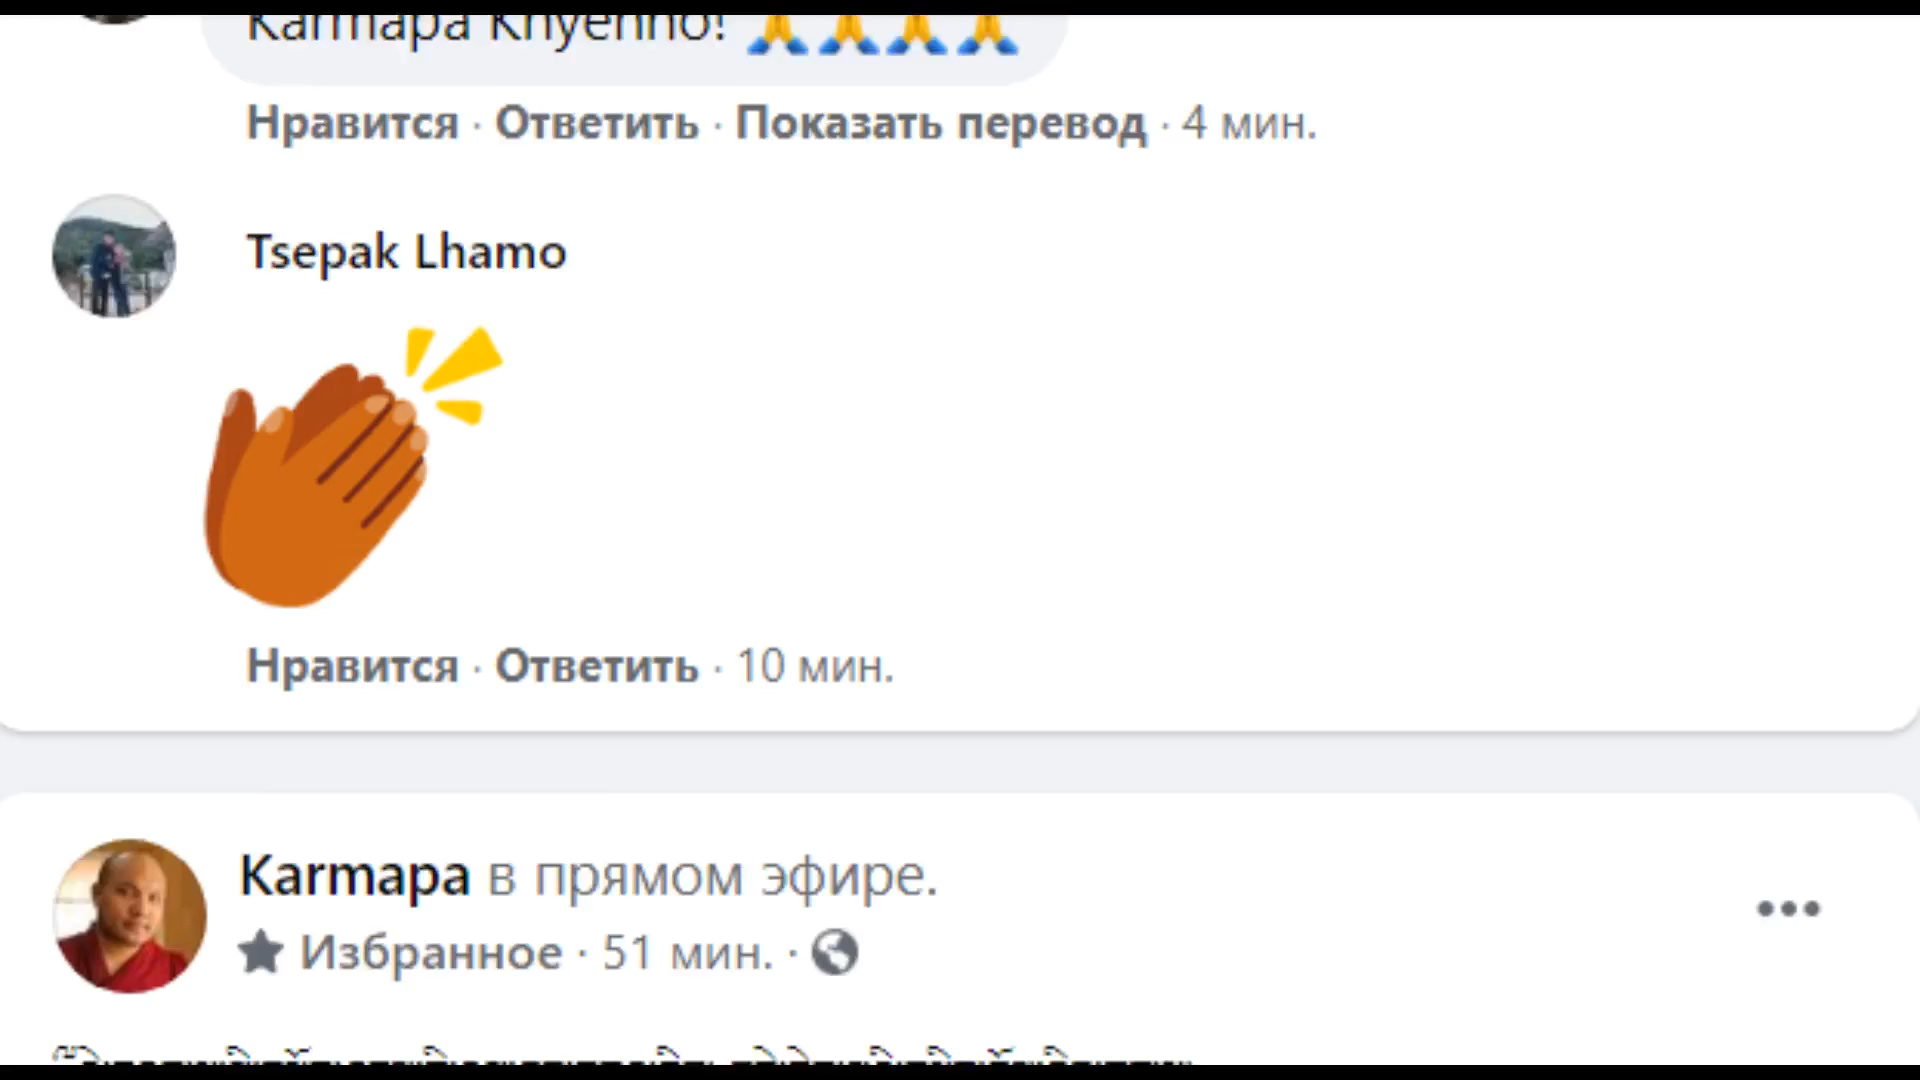 Karmapa Khyenno! 🙏🙏🙏🙏
Нравится · Ответить · Показать перевод · 4 мин.
Tsepak Lhamo
Нравится · Ответить · 10 мин.
Karmapa в прямом эфире.
Избранное · 51 мин. ·